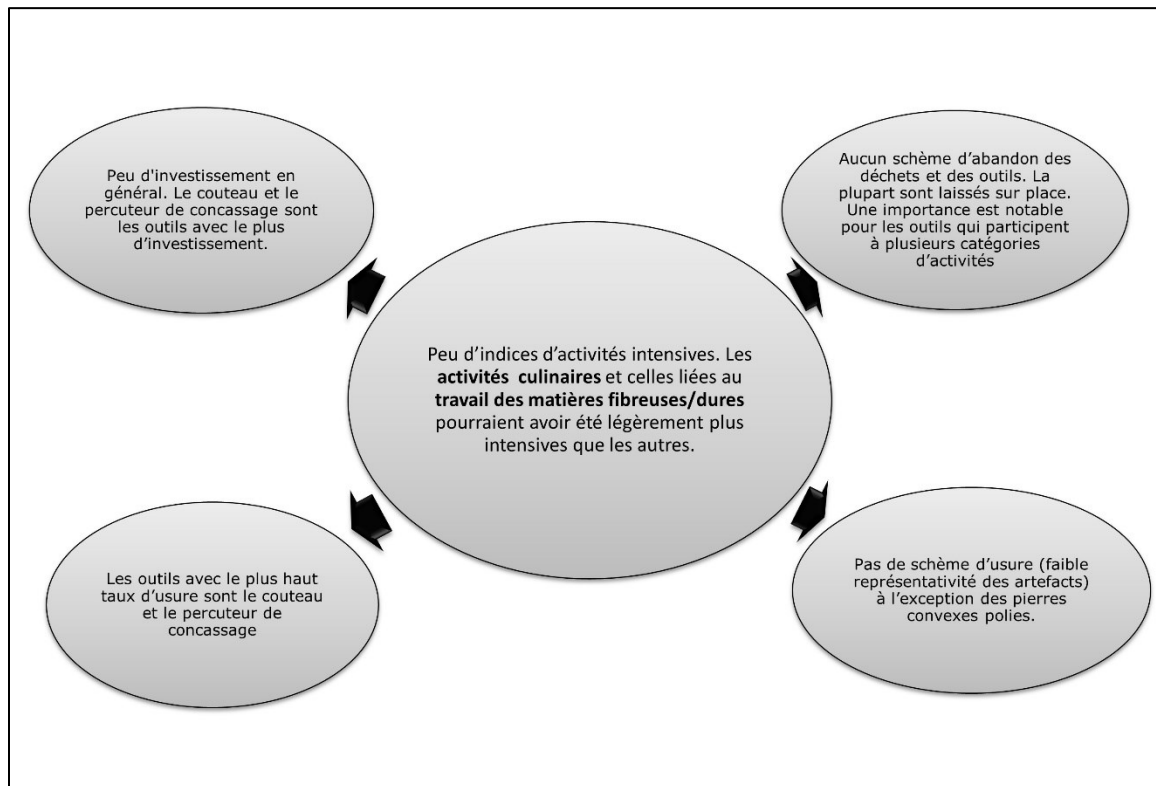 Peu d'investissement en
général. Le couteau et le
percuteur de concassage sont
les outils avec le plus
d’investissement.
Aucun schème d’abandon des
déchets et des outils. La
plupart sont laissés sur place.
Une importance est notable
pour les outils qui participent
à plusieurs catégories
d’activités
Peu d’indices d’activités intensives. Les
activités culinaires et celles liées au
travail des matières fibreuses/dures
pourraient avoir été légèrement plus
intensives que les autres.
Les outils avec le plus haut
taux d’usure sont le couteau
et le percuteur de
concassage
Pas de schème d’usure (faible
représentativité des artefacts)
à l’exception des pierres
convexes polies.